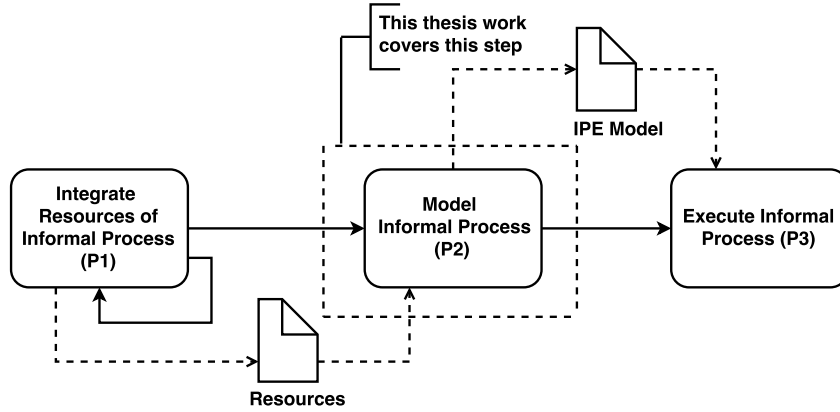 This thesis work
covers this step
IPE Model
Integrate
Resources of
Informal Process
(P1)
Model
Informal Process
(P2)
Execute Informal
Process (P3)
Resources